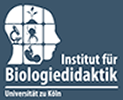 Institut für
Biologiedidaktik
Universität zu Köln